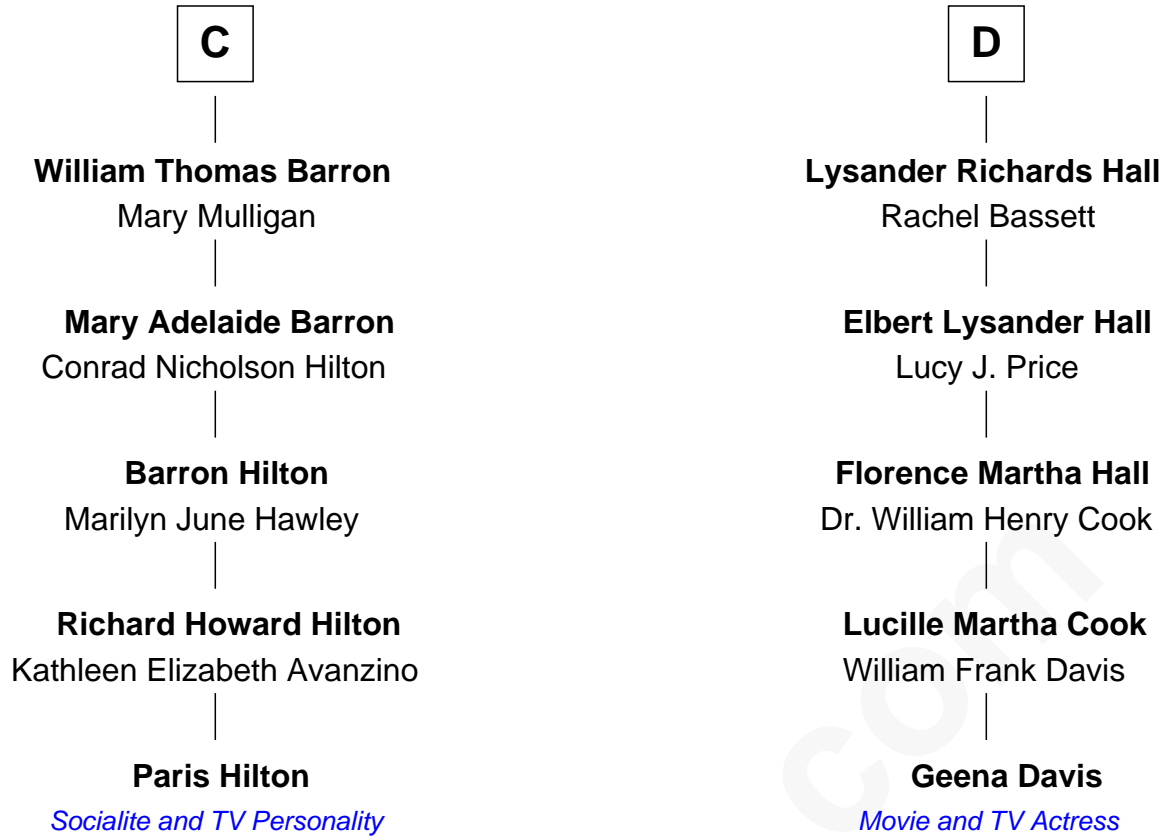 C
William Thomas Barron
Mary Mulligan
Mary Adelaide Barron
Conrad Nicholson Hilton
Barron Hilton
Marilyn June Hawley
Richard Howard Hilton
Kathleen Elizabeth Avanzino
Paris Hilton
Socialite and TV Personality
D
Lysander Richards Hall
Rachel Bassett
Elbert Lysander Hall
Lucy J. Price
Florence Martha Hall
Dr. William Henry Cook
Lucille Martha Cook
William Frank Davis
Geena Davis
Movie and TV Actress
com